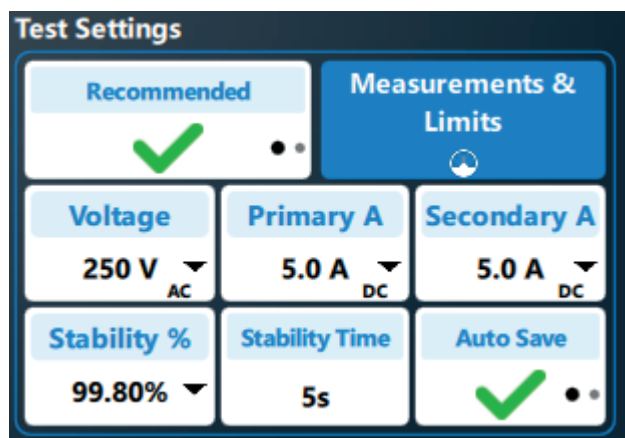 Test Settings
Recommended
Measurements &
Limits
Voltage
Primary A
Secondary A
250 V
AC
5.0 A
DC
5.0 A
DC
Stability %
Stability Time
Auto Save
99.80%
5s